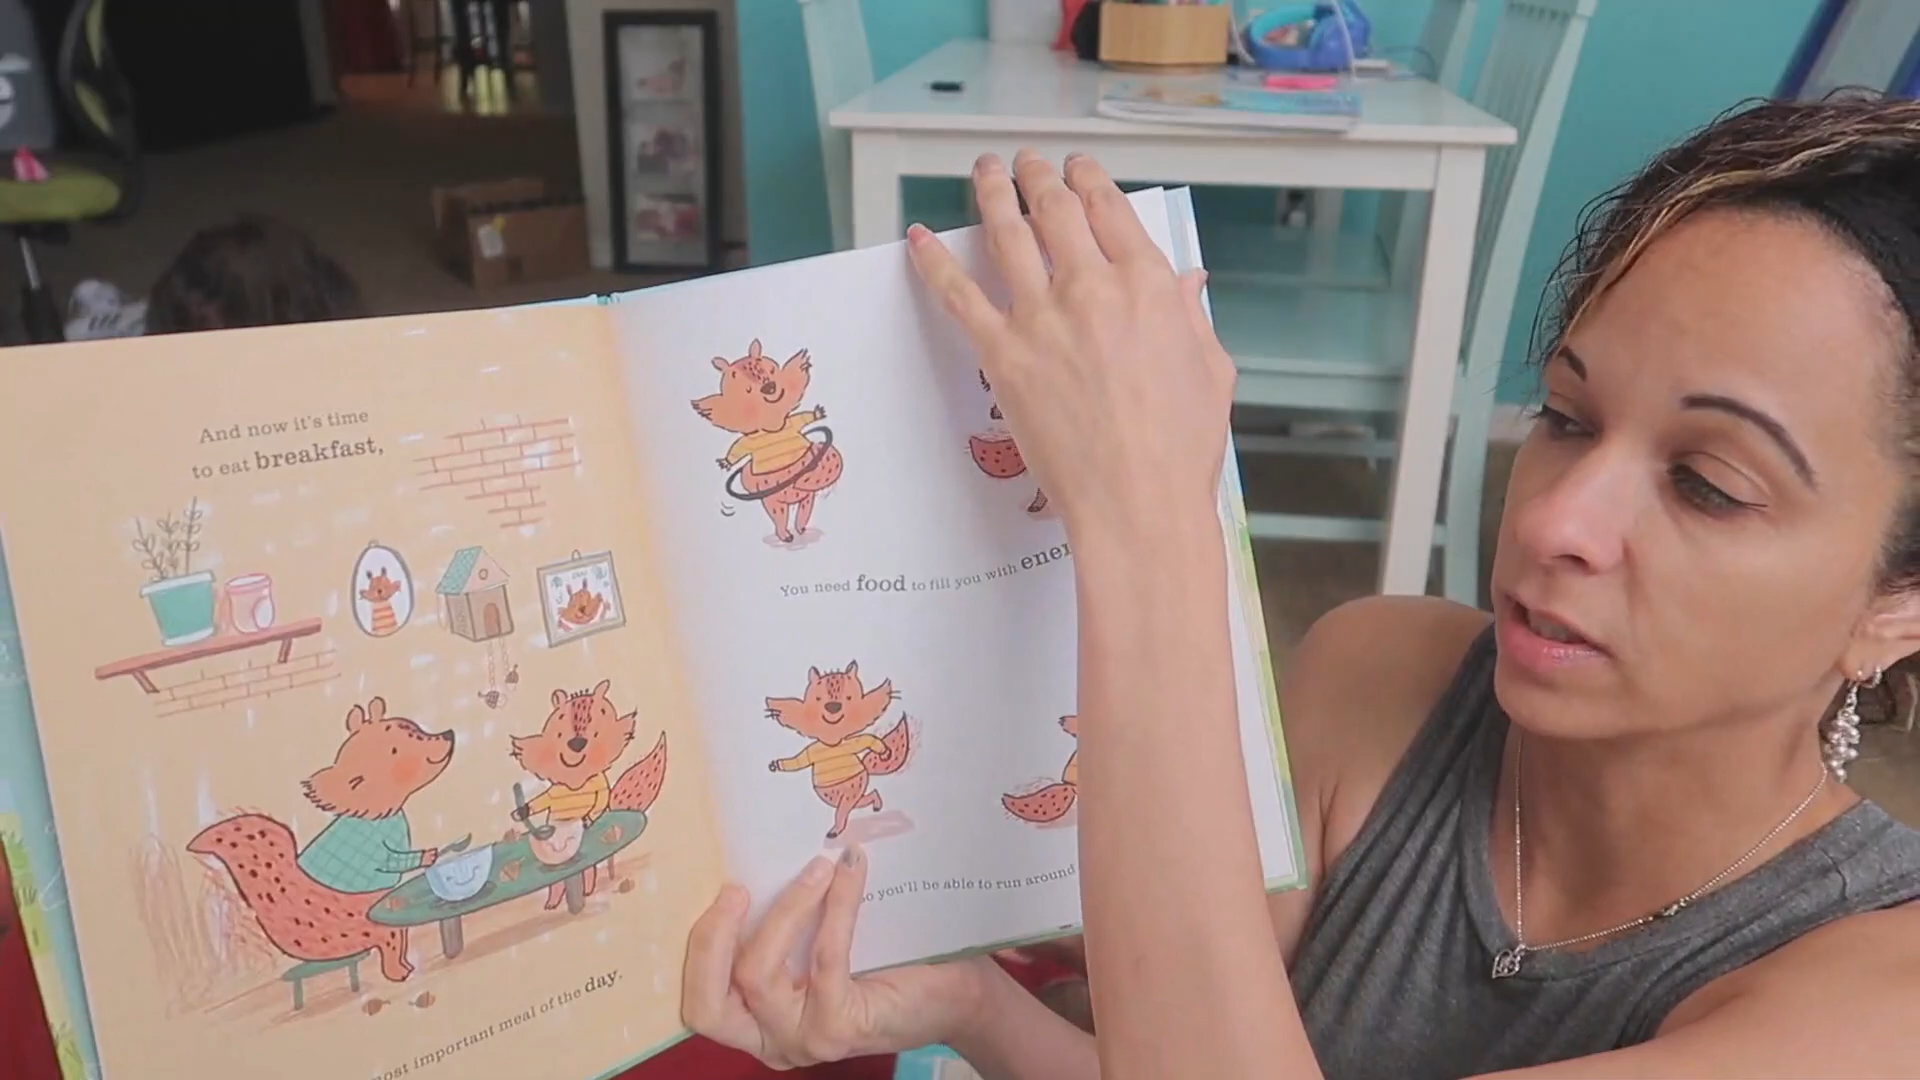 And now it's time
to eat breakfast,
most important meal of the day.
You need food to fill you with
you'll be able to run around